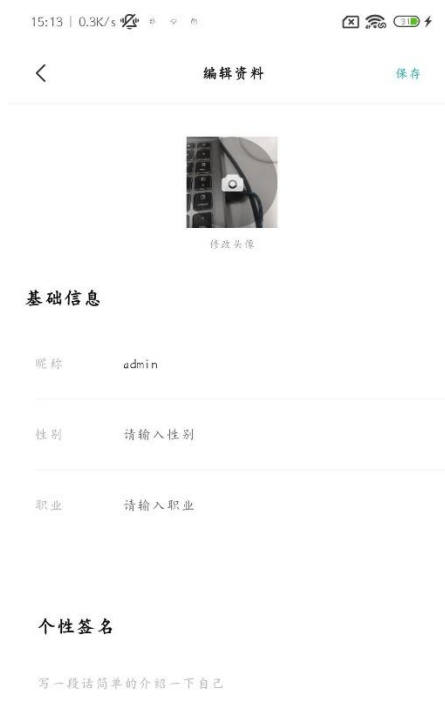 15:13 | 0.3K/s
31
编辑资料
保存
修改头像
基础信息
昵称 admin
性别 请输入性别
职业 请输入职业
个性签名
写一段话简单的介绍一下自己